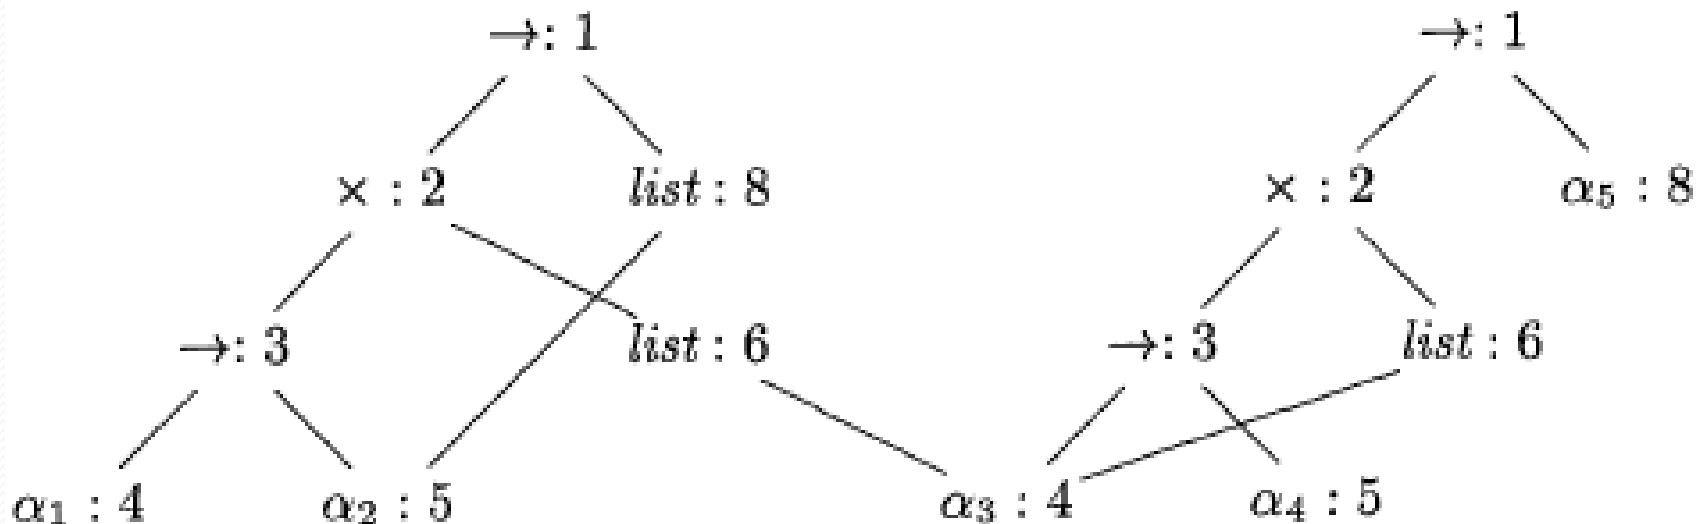 →: 1 →: 1
× : 2 list : 8 × : 2 α₅ : 8
→: 3 list : 6 →: 3 list : 6
α₁ : 4 α₂ : 5 α₃ : 4 α₄ : 5